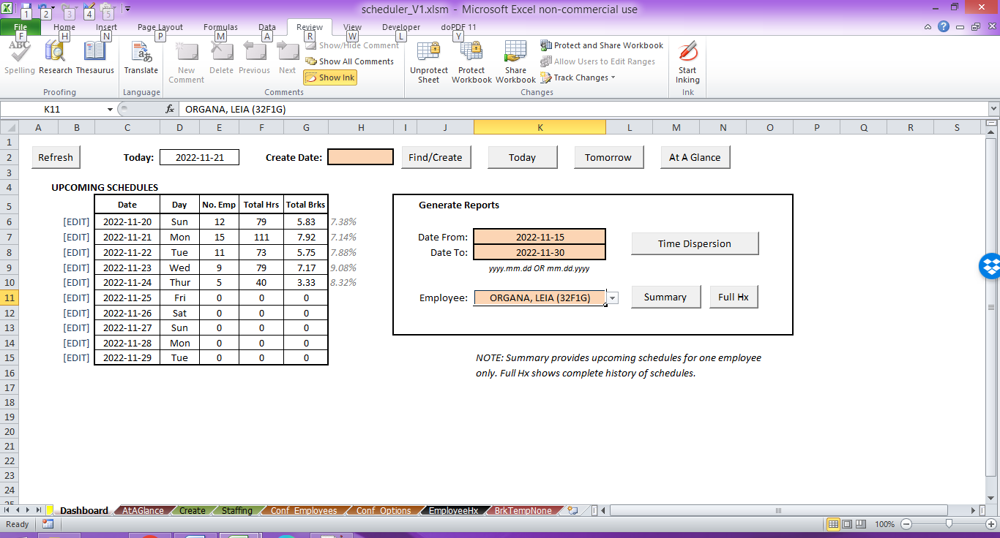 scheduler_V1.xlsm - Microsoft Excel non-commercial use
1 2 3 4 5
File Home Insert Page Layout Formulas Data Review View Developer doPDF 11
F H N P M A R W L Y
ABC
Spelling Research Thesaurus Translate New Comment Delete Previous Next
Show/Hide Comment
Show All Comments
Show Ink
Unprotect Sheet Protect Workbook Share Workbook
Protect and Share Workbook
Allow Users to Edit Ranges
Track Changes
Start Inking
Proofing Language Comments Changes Ink
K11 fx ORGANA, LEIA (32F1G)
A B C D E F G H I J K L M N O P Q R S
1
2 Refresh Today: 2022-11-21 Create Date: Find/Create Today Tomorrow At A Glance
3
4 UPCOMING SCHEDULES
5 Date Day No. Emp Total Hrs Total Brks Generate Reports
6 [EDIT] 2022-11-20 Sun 12 79 5.83 7.38%
7 [EDIT] 2022-11-21 Mon 15 111 7.92 7.14% Date From: 2022-11-15 Time Dispersion
8 [EDIT] 2022-11-22 Tue 11 73 5.75 7.88% Date To: 2022-11-30
9 [EDIT] 2022-11-23 Wed 9 79 7.17 9.08% yyyy.mm.dd OR mm.dd.yyyy
10 [EDIT] 2022-11-24 Thur 5 40 3.33 8.32%
11 [EDIT] 2022-11-25 Fri 0 0 0 Employee: ORGANA, LEIA (32F1G) Summary Full Hx
12 [EDIT] 2022-11-26 Sat 0 0 0
13 [EDIT] 2022-11-27 Sun 0 0 0
14 [EDIT] 2022-11-28 Mon 0 0 0
15 [EDIT] 2022-11-29 Tue 0 0 0 NOTE: Summary provides upcoming schedules for one employee
16 only. Full Hx shows complete history of schedules.
17
18
19
20
21
22
23
24
25
Dashboard AtAGlance Create Staffing Conf_Employees Conf_Options EmployeeHx BrkTempNone
Ready 100%